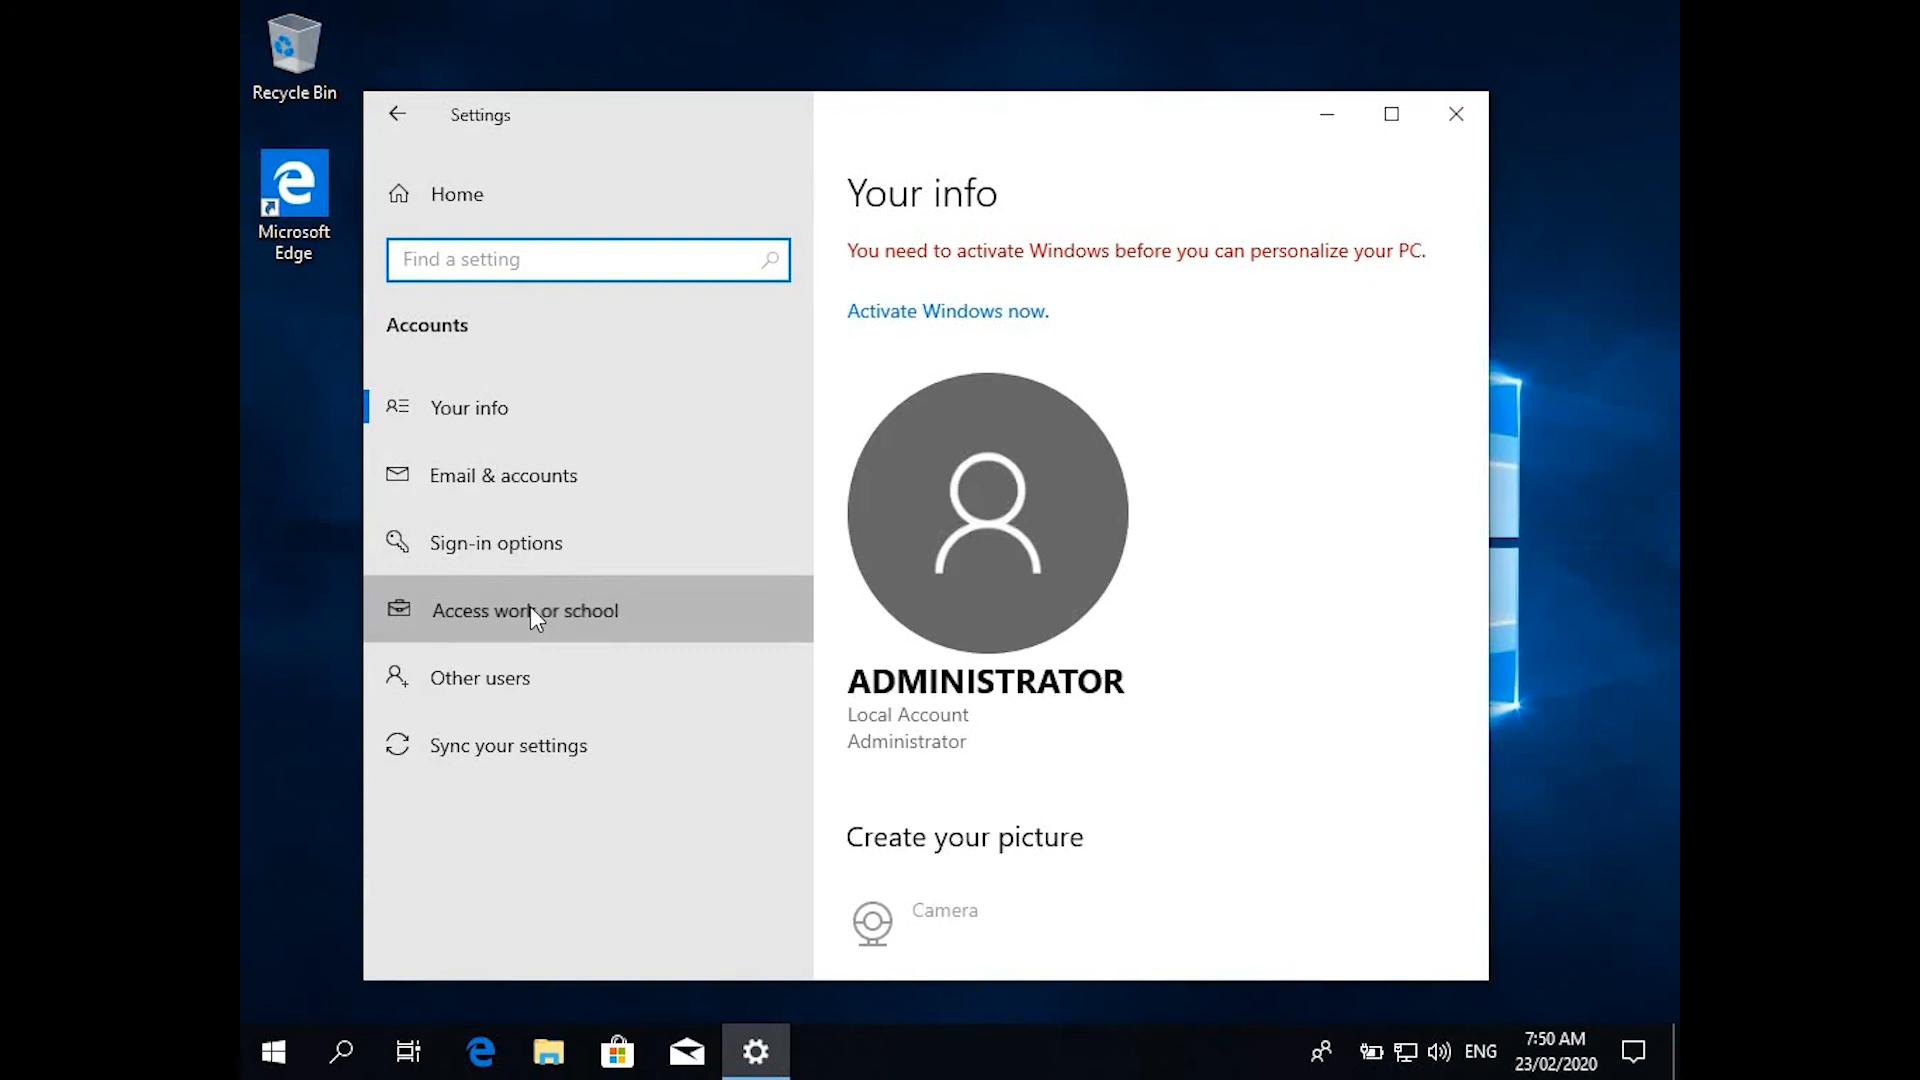 Recycle Bin
Microsoft
Edge
Settings
Home
Find a setting
Accounts
Your info
Email & accounts
Sign-in options
Access work or school
Other users
Sync your settings
Your info
You need to activate Windows before you can personalize your PC.
Activate Windows now.
ADMINISTRATOR
Local Account
Administrator
Create your picture
Camera
ENG
7:50 AM
23/02/2020